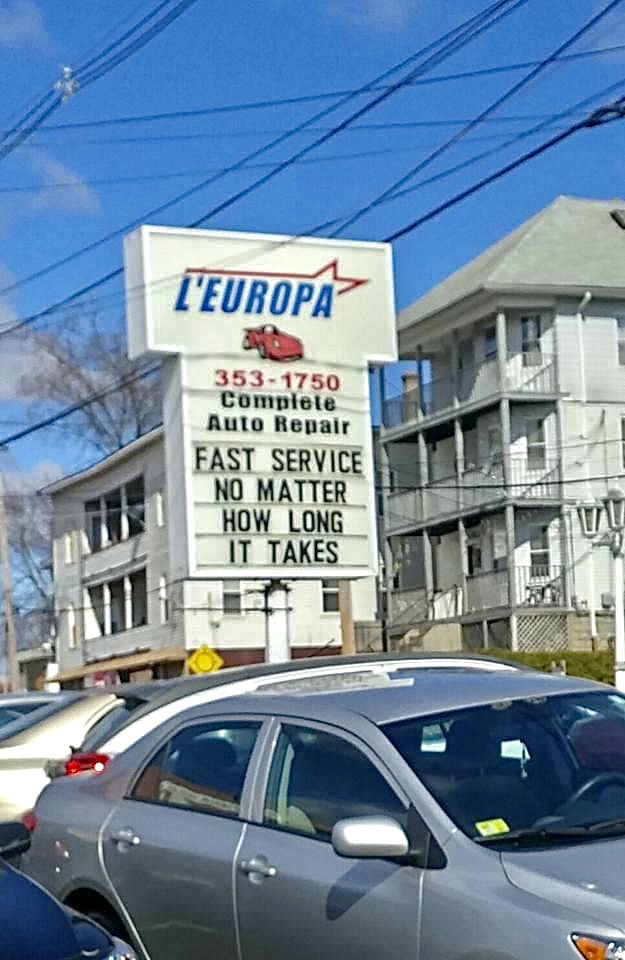 L'EUROPA
353-1750
Complete
Auto Repair
FAST SERVICE
NO MATTER
HOW LONG
IT TAKES